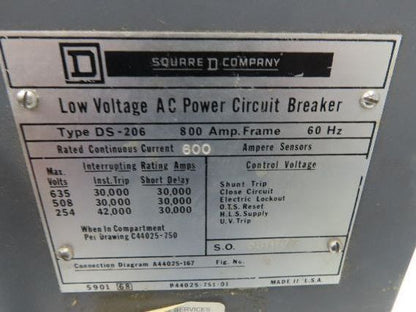 D SQUARE D COMPANY
Low Voltage AC Power Circuit Breaker
Type DS-206 800 Amp. Frame 60 Hz
Rated Continuous Current 800 Ampere Sensors
Max. Volts Interrupting Rating Amps Control Voltage
Inst. Trip Short Delay
635 30,000 30,000 Shunt Trip
508 30,000 30,000 Close Circuit
254 42,000 30,000 Electric Lockout
O.T.S. Reset
H.L.S. Supply
U.V. Trip
When In Compartment
Per Drawing C44025-750
S.O.
Connection Diagram A44025-167 Fig. No.
5901 68 B44025-751-01 MADE IN U.S.A.
SERVICES